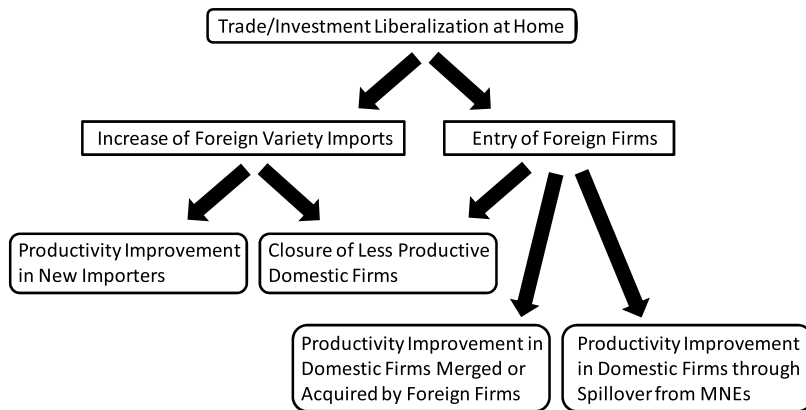 Trade/Investment Liberalization at Home
Increase of Foreign Variety Imports
Entry of Foreign Firms
Productivity Improvement
in New Importers
Closure of Less Productive
Domestic Firms
Productivity Improvement in
Domestic Firms Merged or
Acquired by Foreign Firms
Productivity Improvement
in Domestic Firms through
Spillover from MNEs